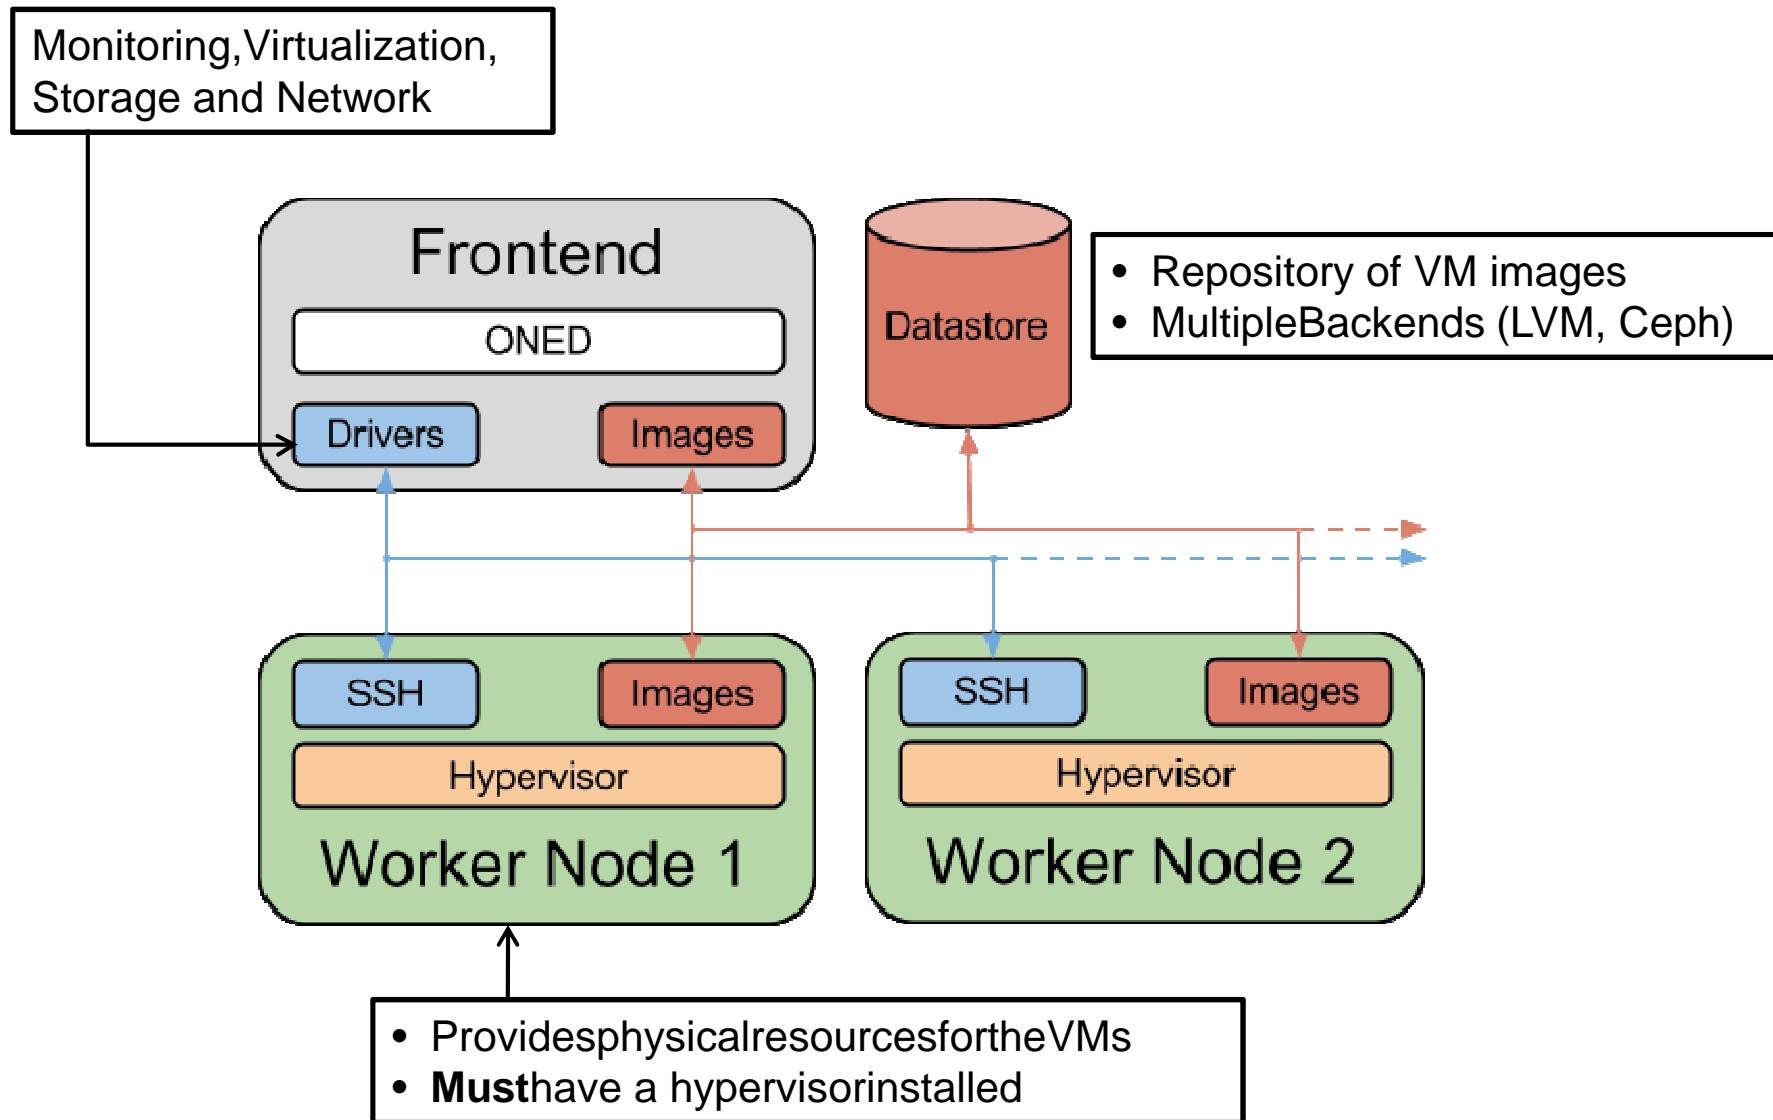 Monitoring,Virtualization,
Storage and Network
Frontend
ONED
Drivers
Images
Datastore
• Repository of VM images
• MultipleBackends (LVM, Ceph)
SSH
Images
Hypervisor
Worker Node 1
SSH
Images
Hypervisor
Worker Node 2
• ProvidesphysicalresourcesfortheVMs
• Musthave a hypervisorinstalled